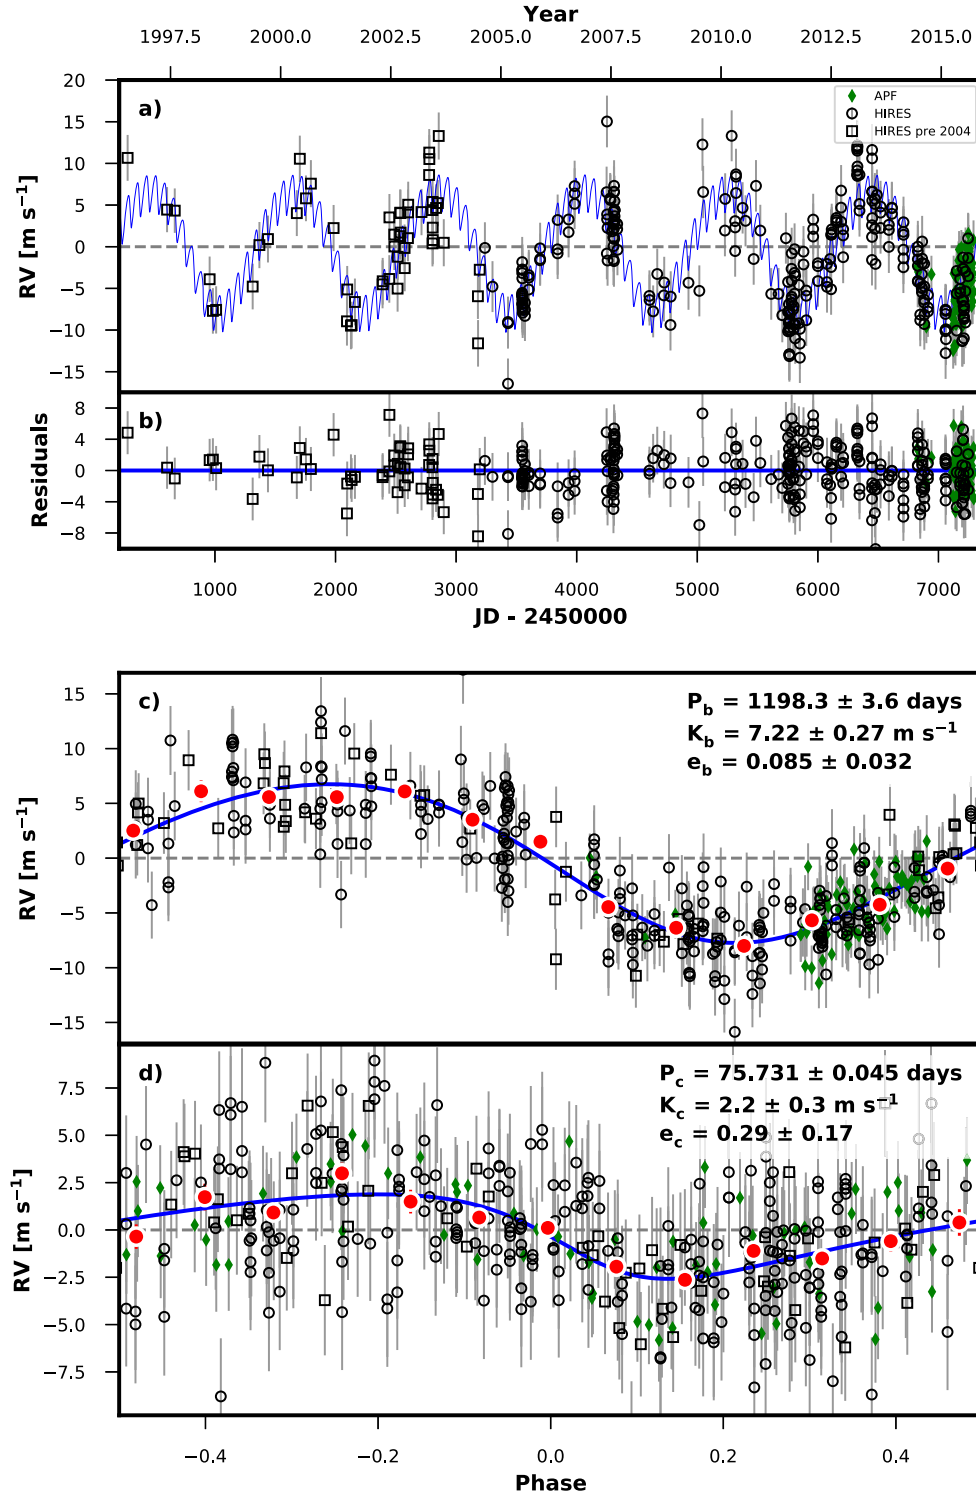 Year
1997.5 2000.0 2002.5 2005.0 2007.5 2010.0 2012.5 2015.0
a)
APF
HIRES
HIRES pre 2004
20
15
10
5
0
−5
−10
−15
RV [m s⁻¹]
b)
8
4
0
−4
−8
Residuals
1000 2000 3000 4000 5000 6000 7000
JD - 2450000
c)
P_b = 1198.3 ± 3.6 days
K_b = 7.22 ± 0.27 m s⁻¹
e_b = 0.085 ± 0.032
15
10
5
0
−5
−10
−15
RV [m s⁻¹]
d)
P_c = 75.731 ± 0.045 days
K_c = 2.2 ± 0.3 m s⁻¹
e_c = 0.29 ± 0.17
7.5
5.0
2.5
0.0
−2.5
−5.0
−7.5
RV [m s⁻¹]
−0.4 −0.2 0.0 0.2 0.4
Phase